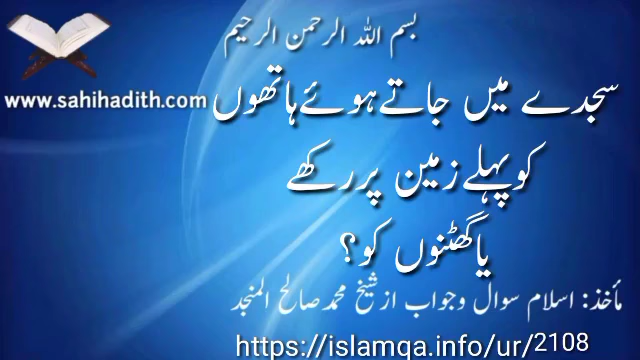 بسم اللہ الرحمن الرحیم
www.sahihadith.com
سجدے میں جاتے ہوئے ہاتھوں
کو پہلے زمین پر رکھے
یا گھٹنوں کو؟
مأخذ: اسلام سوال وجواب از شیخ محمد صالح المنجد
https://islamqa.info/ur/2108